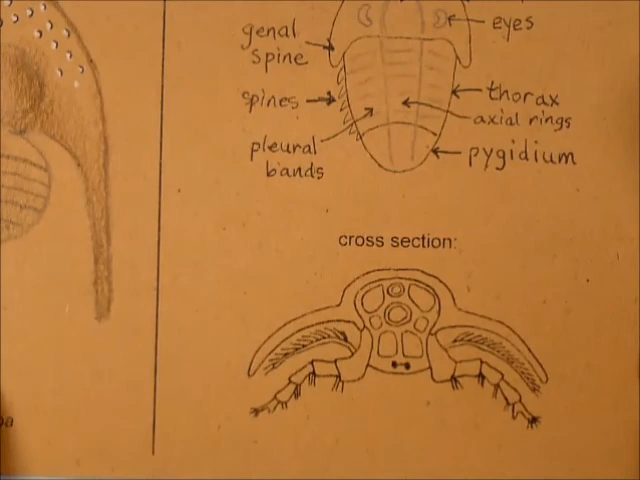 eyes
genal
spine
spines
thorax
axial rings
pleural
bands
pygidium
cross section: